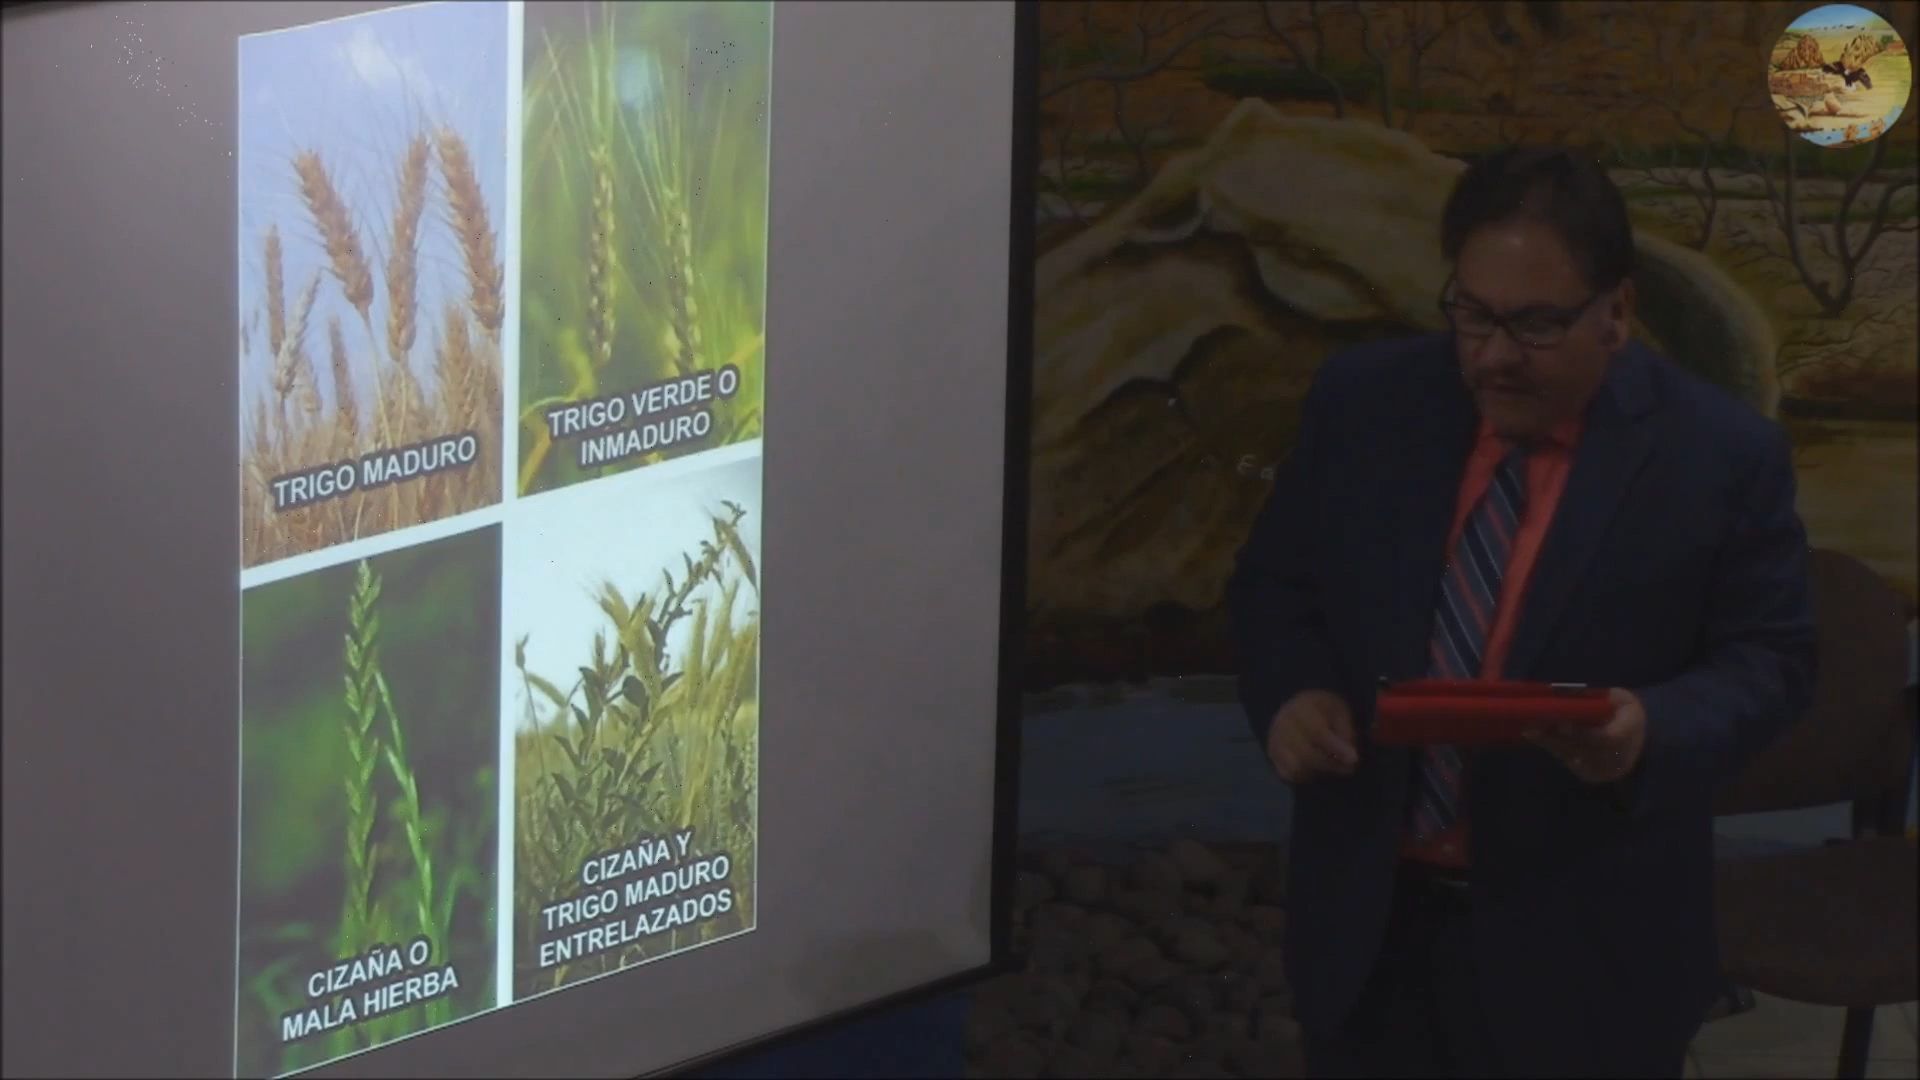 TRIGO MADURO
TRIGO VERDE O
INMADURO
CIZAÑA O
MALA HIERBA
CIZAÑA Y
TRIGO MADURO
ENTRELAZADOS